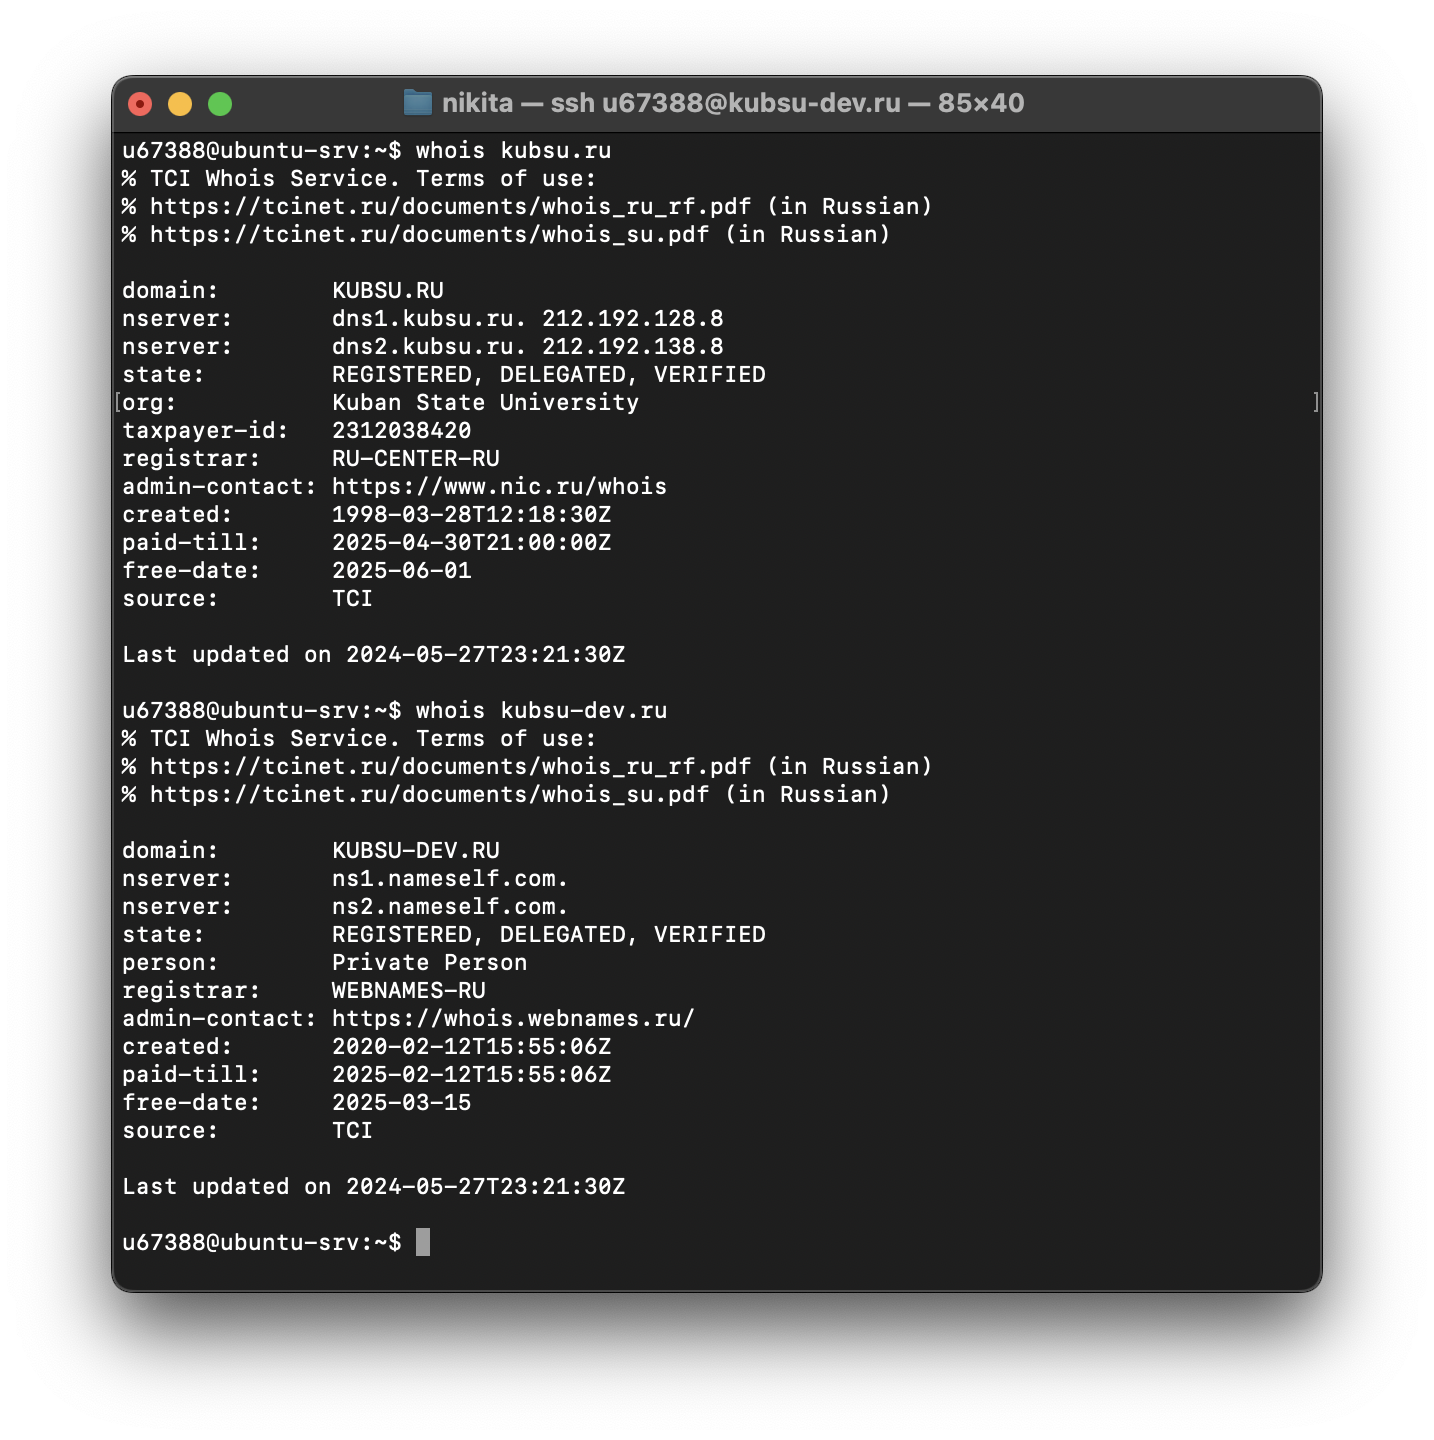 nikita — ssh u67388@kubsu-dev.ru — 85×40
u67388@ubuntu-srv:~$ whois kubsu.ru
% TCI Whois Service. Terms of use:
% https://tcinet.ru/documents/whois_ru_rf.pdf (in Russian)
% https://tcinet.ru/documents/whois_su.pdf (in Russian)
domain:        KUBSU.RU
nserver:       dns1.kubsu.ru. 212.192.128.8
nserver:       dns2.kubsu.ru. 212.192.138.8
state:         REGISTERED, DELEGATED, VERIFIED
org:           Kuban State University
taxpayer-id:   2312038420
registrar:     RU-CENTER-RU
admin-contact: https://www.nic.ru/whois
created:       1998-03-28T12:18:30Z
paid-till:     2025-04-30T21:00:00Z
free-date:     2025-06-01
source:        TCI
Last updated on 2024-05-27T23:21:30Z
u67388@ubuntu-srv:~$ whois kubsu-dev.ru
% TCI Whois Service. Terms of use:
% https://tcinet.ru/documents/whois_ru_rf.pdf (in Russian)
% https://tcinet.ru/documents/whois_su.pdf (in Russian)
domain:        KUBSU-DEV.RU
nserver:       ns1.nameself.com.
nserver:       ns2.nameself.com.
state:         REGISTERED, DELEGATED, VERIFIED
person:        Private Person
registrar:     WEBNAMES-RU
admin-contact: https://whois.webnames.ru/
created:       2020-02-12T15:55:06Z
paid-till:     2025-02-12T15:55:06Z
free-date:     2025-03-15
source:        TCI
Last updated on 2024-05-27T23:21:30Z
u67388@ubuntu-srv:~$